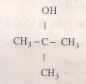 OH
CH₃ – C – CH₃
CH₃